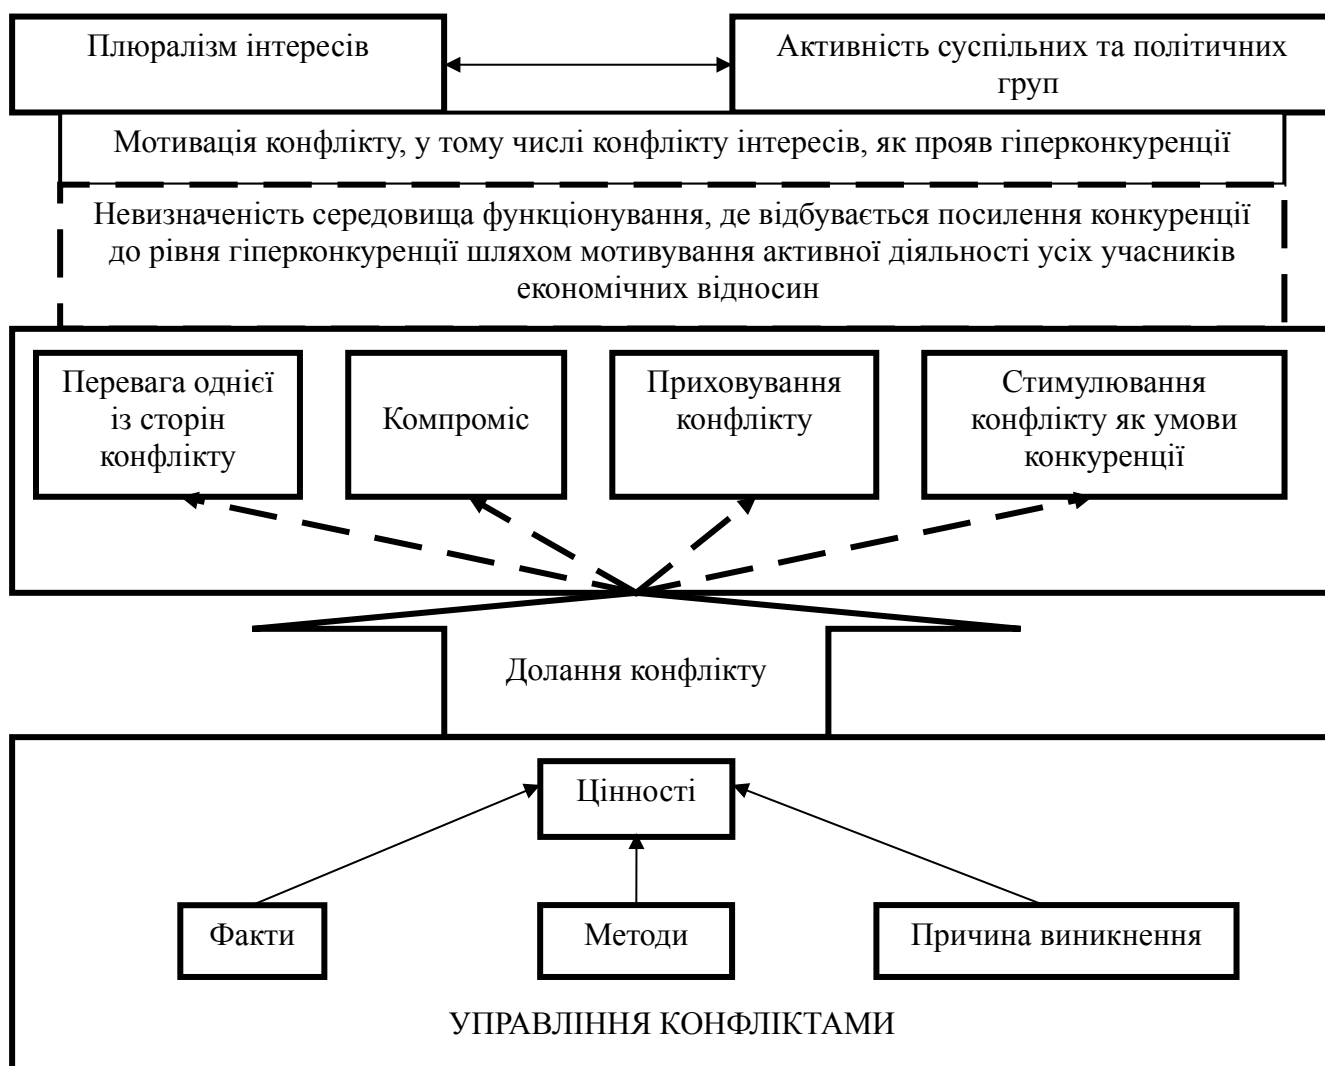 Плюралізм інтересів
Активність суспільних та політичних
груп
Мотивація конфлікту, у тому числі конфлікту інтересів, як прояв гіперконкуренції
Невизначеність середовища функціонування, де відбувається посилення конкуренції
до рівня гіперконкуренції шляхом мотивування активної діяльності усіх учасників
економічних відносин
Перевага однієї
із сторін
конфлікту
Компроміс
Приховування
конфлікту
Стимулювання
конфлікту як умови
конкуренції
Долання конфлікту
Цінності
Факти
Методи
Причина виникнення
УПРАВЛІННЯ КОНФЛІКТАМИ